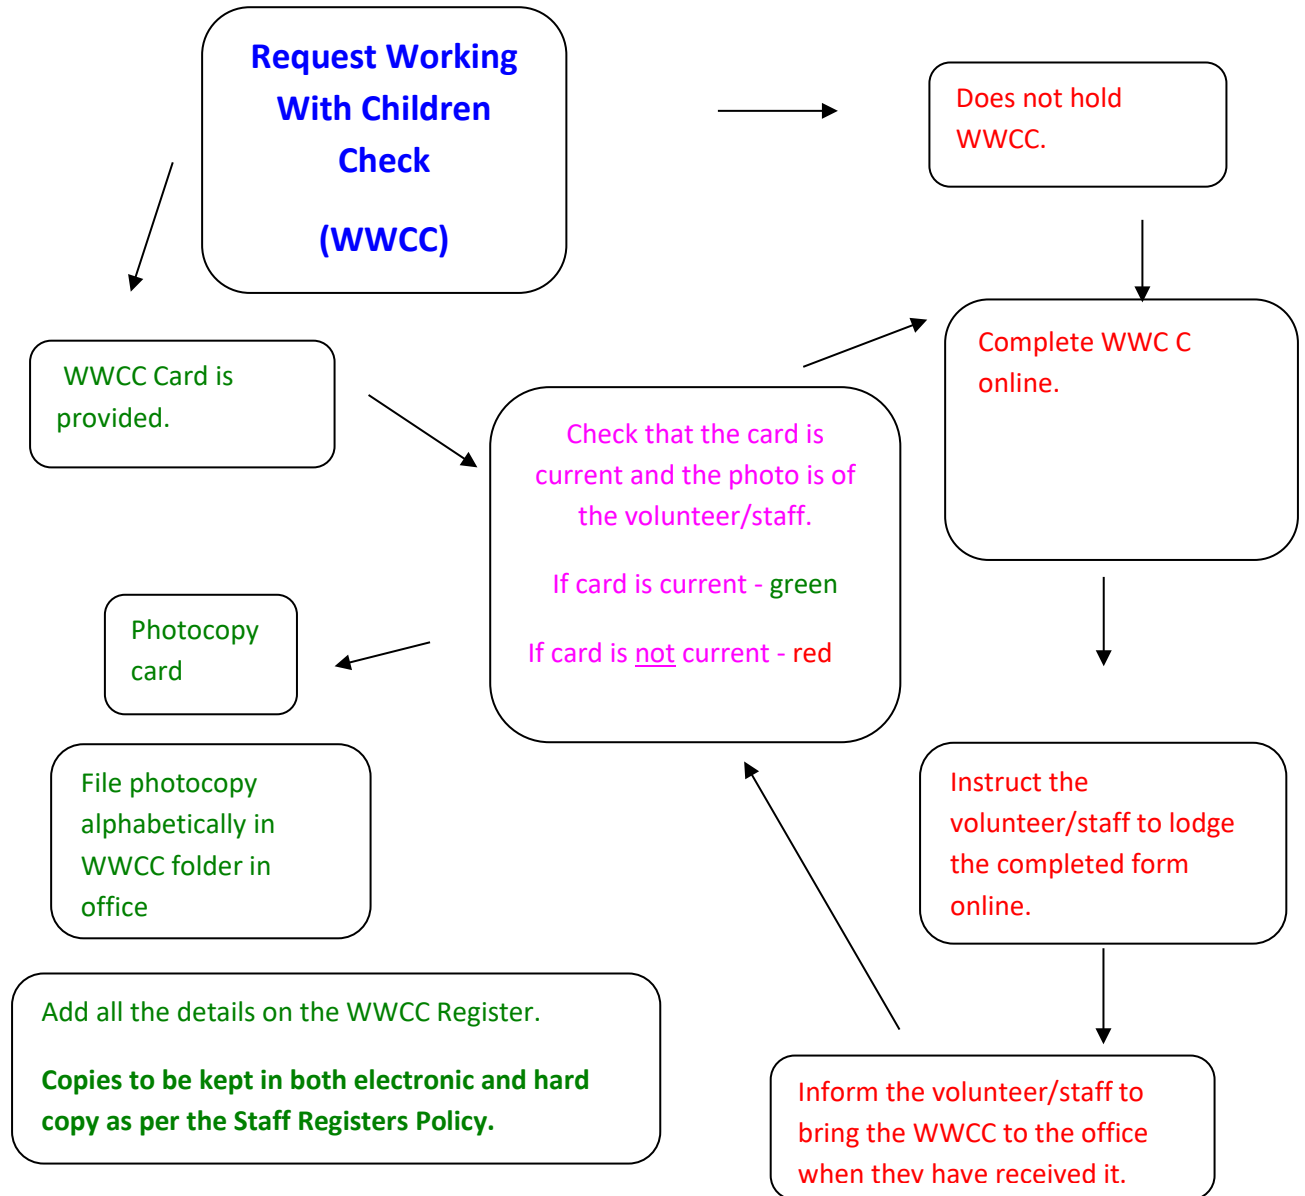 Request Working
With Children
Check
(WWCC)
Does not hold
WWCC.
WWCC Card is
provided.
Complete WWC C
online.
Check that the card is
current and the photo is of
the volunteer/staff.
If card is current - green
If card is not current - red
Photocopy
card
File photocopy
alphabetically in
WWCC folder in
office
Instruct the
volunteer/staff to lodge
the completed form
online.
Add all the details on the WWCC Register.
Copies to be kept in both electronic and hard
copy as per the Staff Registers Policy.
Inform the volunteer/staff to
bring the WWCC to the office
when they have received it.